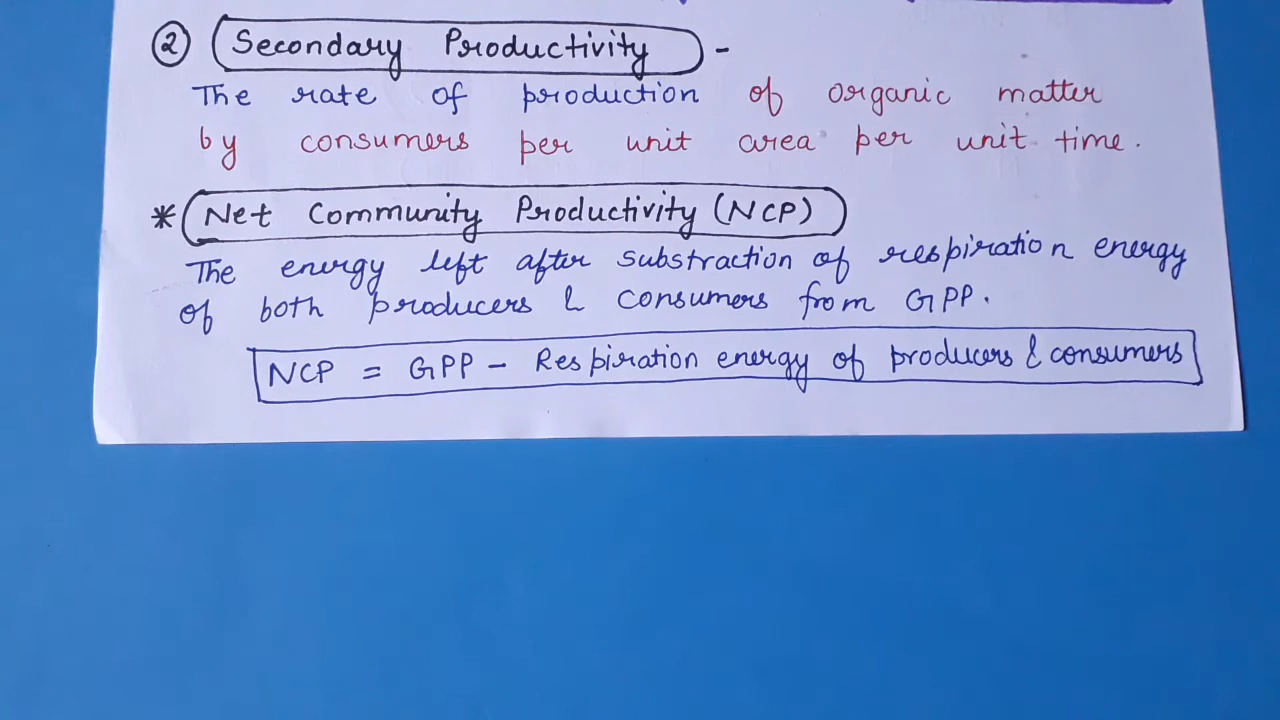 ② Secondary Productivity -
The rate of production of organic matter
by consumers per unit area per unit time.
* Net Community Productivity (NCP)
The energy left after substraction of respiration energy
of both producers & consumers from GPP.
NCP = GPP - Respiration energy of producers & consumers